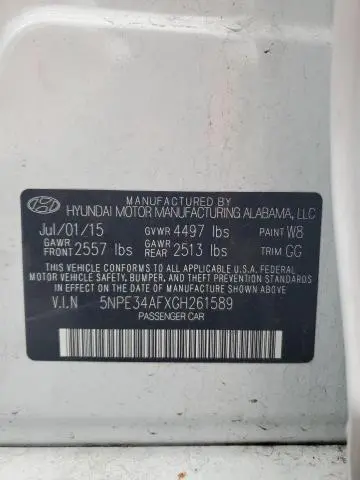 MANUFACTURED BY
HYUNDAI MOTOR MANUFACTURING ALABAMA, LLC
Jul/01/15 GVWR 4497 lbs PAINT W8
GAWR FRONT 2557 lbs GAWR REAR 2513 lbs TRIM GG
THIS VEHICLE CONFORMS TO ALL APPLICABLE U.S.A. FEDERAL
MOTOR VEHICLE SAFETY, BUMPER, AND THEFT PREVENTION STANDARDS
IN EFFECT ON THE DATE OF MANUFACTURE SHOWN ABOVE.
V.I.N 5NPE34AFXGH261589
PASSENGER CAR